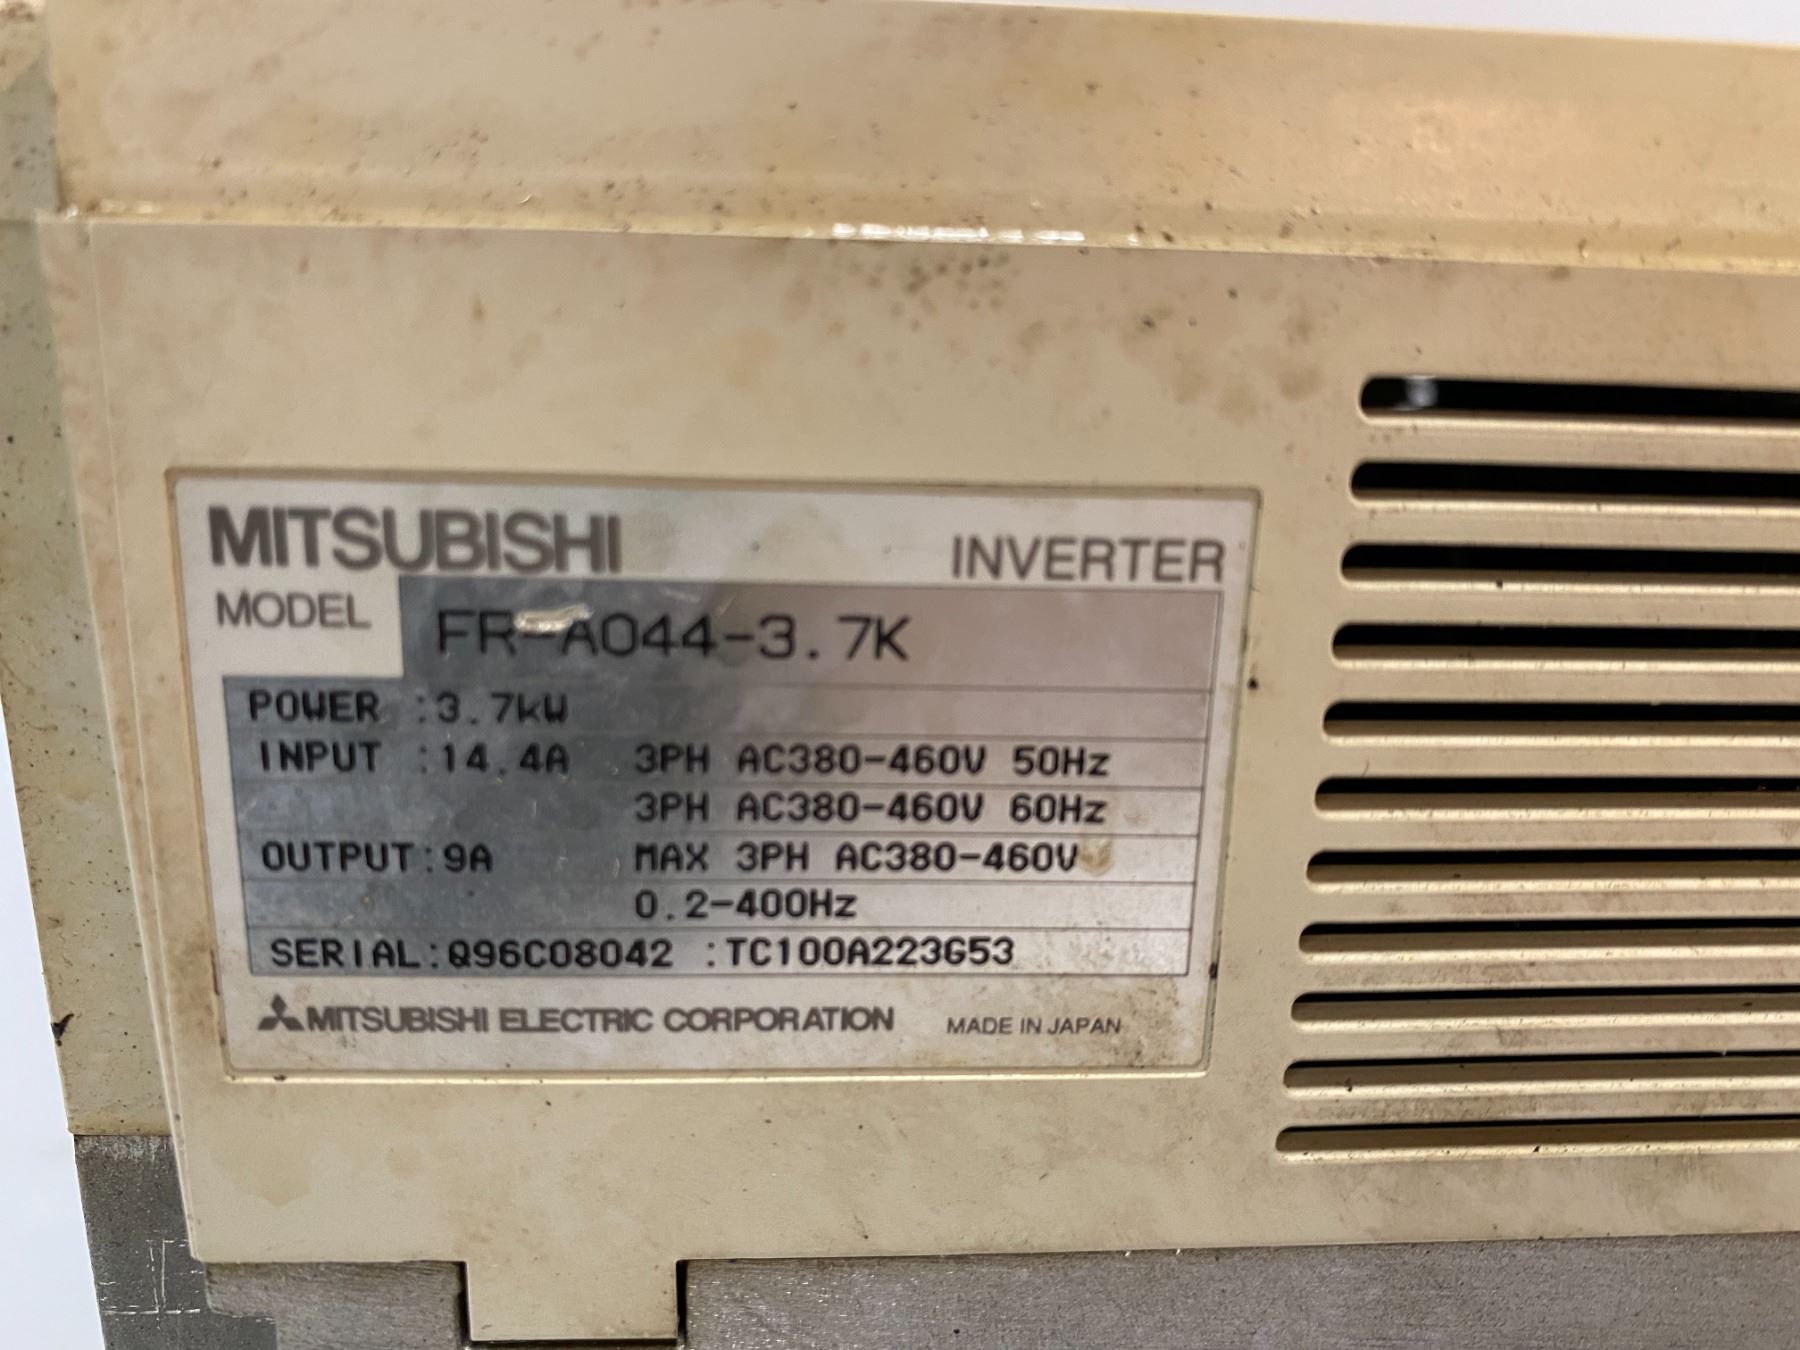 MITSUBISHI INVERTER
MODEL FR-A044-3.7K
POWER :3.7kW
INPUT :14.4A 3PH AC380-460V 50Hz
3PH AC380-460V 60Hz
OUTPUT:9A MAX 3PH AC380-460V
0.2-400Hz
SERIAL:Q96C08042 :TC100A223G53
MITSUBISHI ELECTRIC CORPORATION MADE IN JAPAN